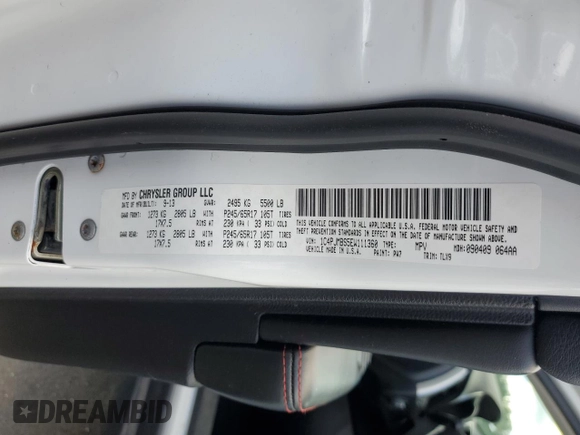 MFD BY CHRYSLER GROUP LLC
DATE OF MFR 9-13 GVWR: 2495 KG 5500 LB
GAWR FRONT: 1273 KG 2805 LB WITH P245/65R17 105T TIRES
17X7.5 RIMS AT 230 KPA ( 33 PSI) COLD
GAWR REAR: 1273 KG 2805 LB WITH P245/65R17 105T TIRES
17X7.5 RIMS AT 230 KPA ( 33 PSI) COLD
THIS VEHICLE CONFORMS TO ALL APPLICABLE U.S.A. FEDERAL MOTOR VEHICLE SAFETY AND
THEFT PREVENTION STANDARDS IN EFFECT ON THE DATE OF MANUFACTURE SHOWN ABOVE.
VIN: 1C4PJMBS5EW111360 TYPE: MPV MDH: 090409 064AA
VEHICLE MADE IN U.S.A. PAINT: PW7 TRIM: TLX9
DREAMBID